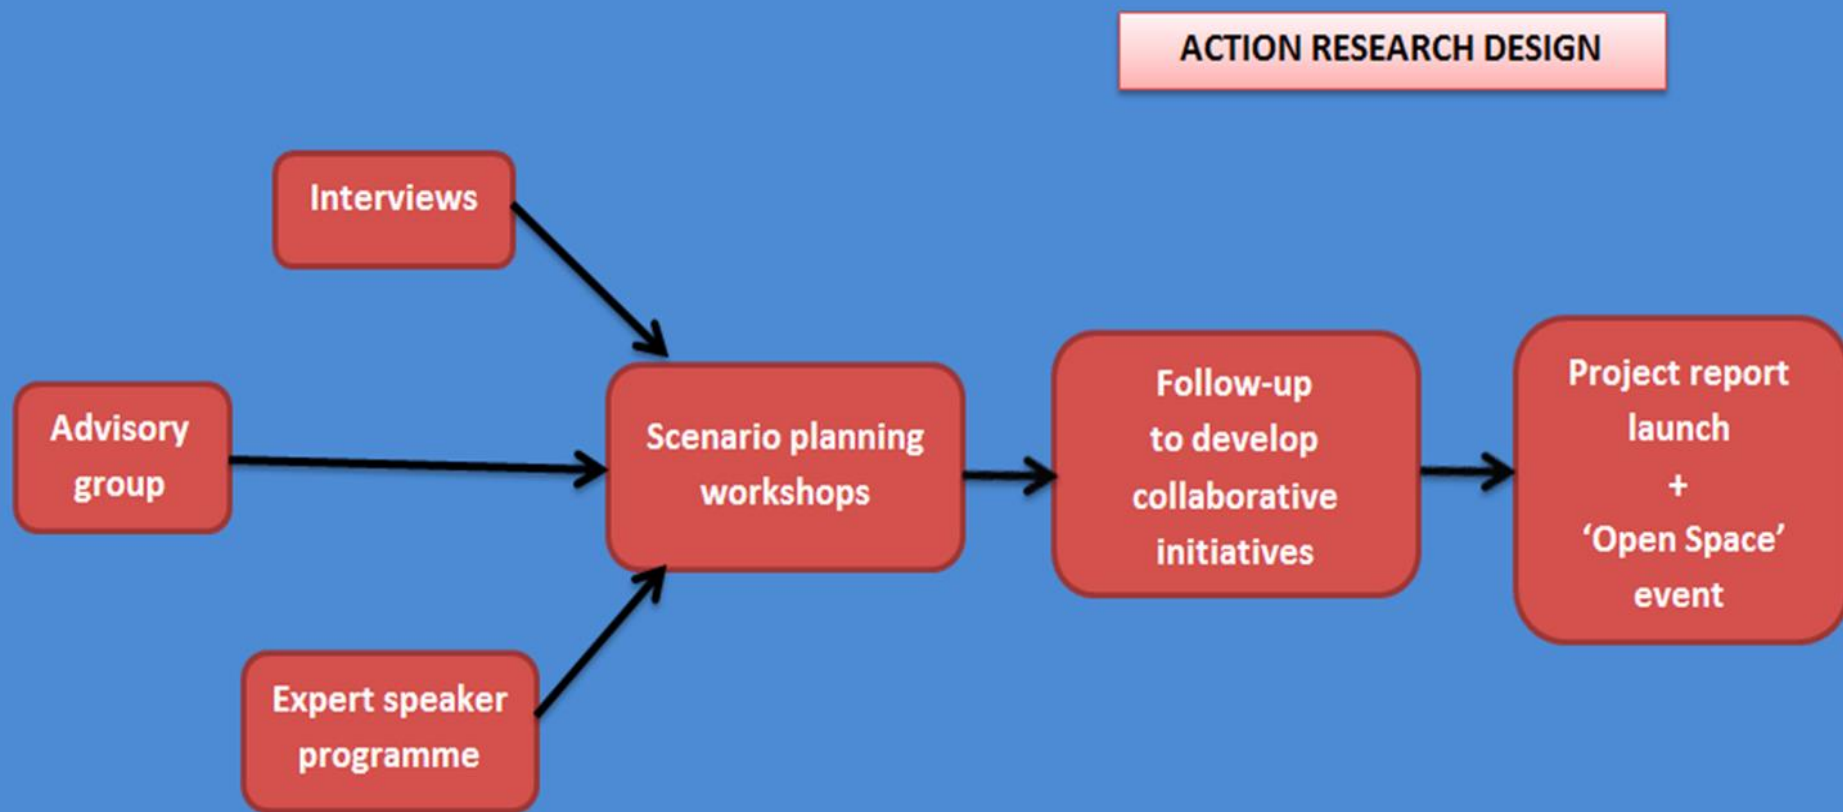 ACTION RESEARCH DESIGN
Interviews
Advisory
group
Scenario planning
workshops
Expert speaker
programme
Follow-up
to develop
collaborative
initiatives
Project report
launch
+
‘Open Space’
event